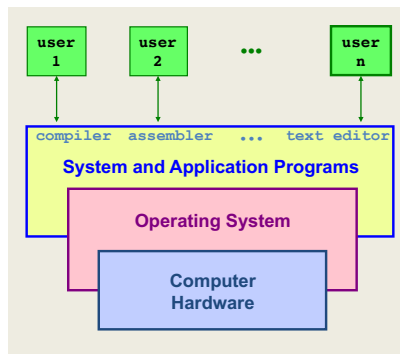 user user ... user
1 2 n
compiler assembler ... text editor
System and Application Programs
Operating System
Computer
Hardware